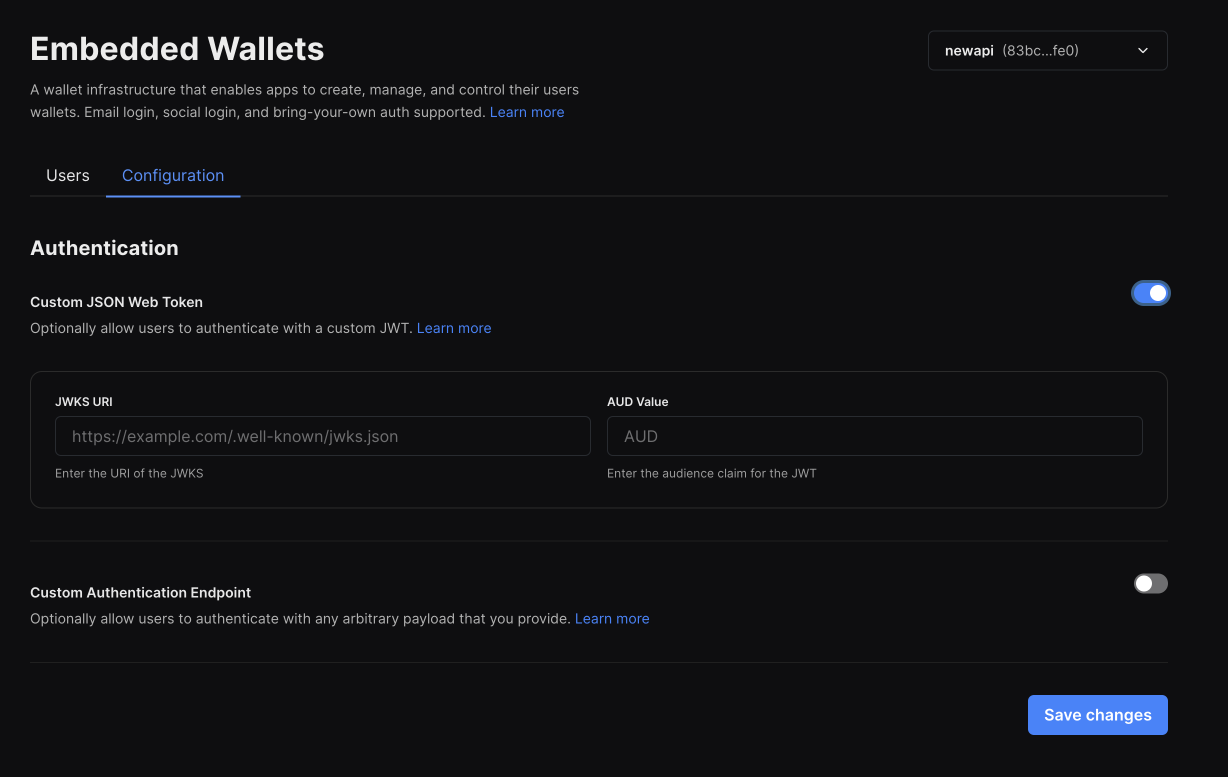 Embedded Wallets
newapi (83bc...fe0)
A wallet infrastructure that enables apps to create, manage, and control their users
wallets. Email login, social login, and bring-your-own auth supported. Learn more
Users
Configuration
Authentication
Custom JSON Web Token
Optionally allow users to authenticate with a custom JWT. Learn more
JWKS URI
AUD Value
https://example.com/.well-known/jwks.json
AUD
Enter the URI of the JWKS
Enter the audience claim for the JWT
Custom Authentication Endpoint
Optionally allow users to authenticate with any arbitrary payload that you provide. Learn more
Save changes